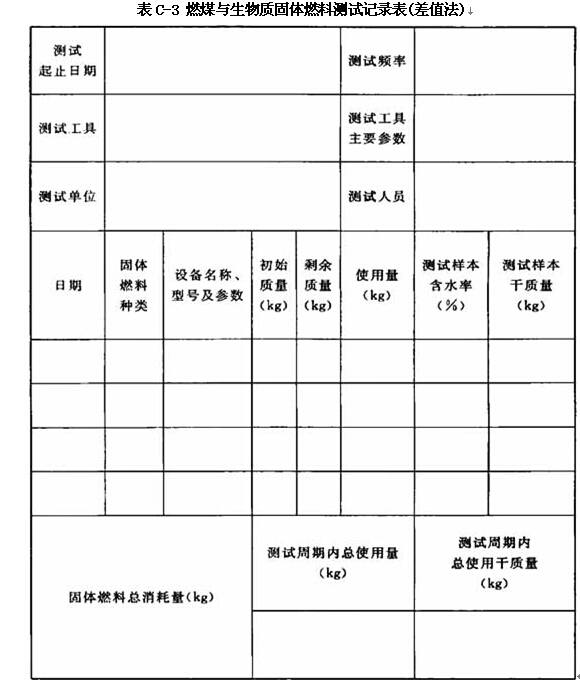 表 C-3 燃煤与生物质固体燃料测试记录表(差值法)
测试
起止日期
测试频率
测试工具
测试工具
主要参数
测试单位
测试人员
日期
固体
燃料
种类
设备名称、
型号及参数
初始
质量
(kg)
剩余
质量
(kg)
使用量
(kg)
测试样本
含水率
(%)
测试样本
干质量
(kg)
固体燃料总消耗量(kg)
测试周期内总使用量
(kg)
测试周期内
总使用干质量
(kg)